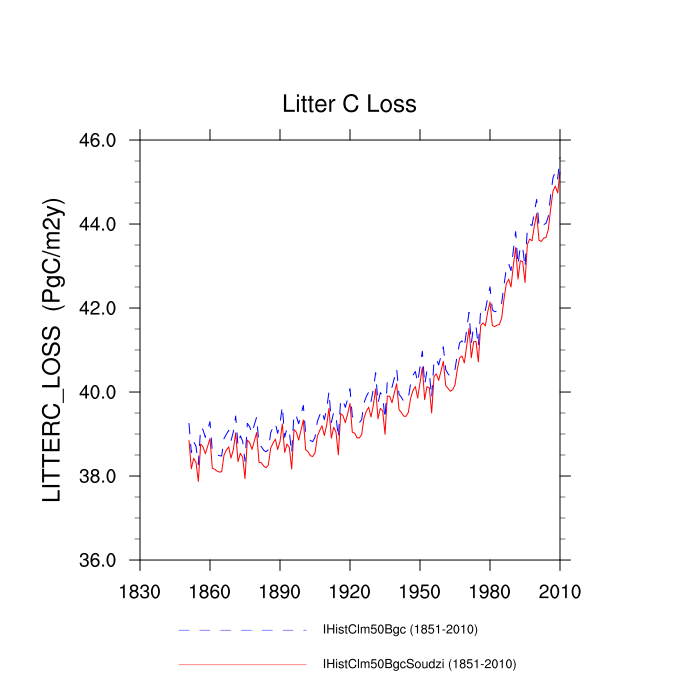 Litter C Loss
LITTERC_LOSS (PgC/m2y)
46.0
44.0
42.0
40.0
38.0
36.0
1830 1860 1890 1920 1950 1980 2010
IHistClm50Bgc (1851-2010)
IHistClm50BgcSoudzi (1851-2010)